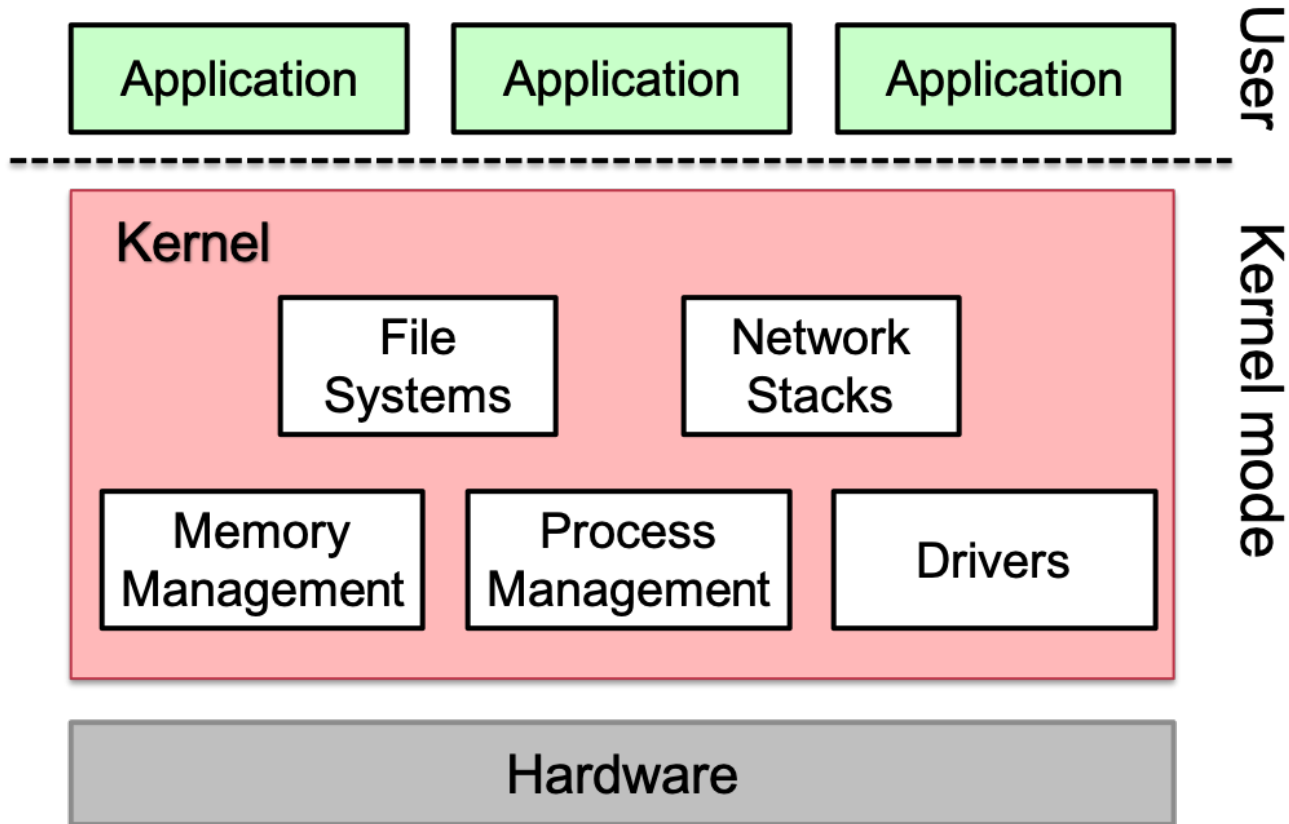 Application
Application
Application
User
Kernel
Kernel mode
File
Systems
Network
Stacks
Memory
Management
Process
Management
Drivers
Hardware